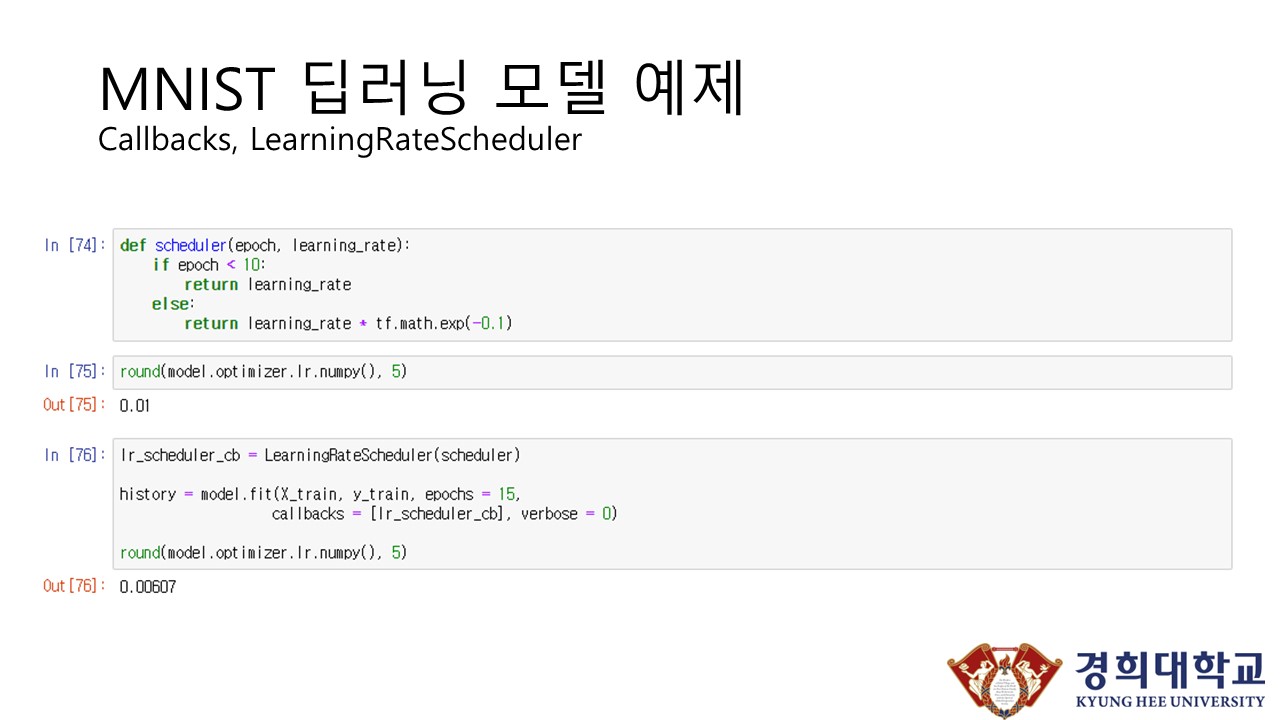 MNIST 딥러닝 모델 예제
Callbacks, LearningRateScheduler
In [74]: def scheduler(epoch, learning_rate):
    if epoch < 10:
        return learning_rate
    else:
        return learning_rate * tf.math.exp(-0.1)
In [75]: round(model.optimizer.lr.numpy(), 5)
Out[75]: 0.01
In [76]: lr_scheduler_cb = LearningRateScheduler(scheduler)
history = model.fit(X_train, y_train, epochs = 15,
                    callbacks = [lr_scheduler_cb], verbose = 0)
round(model.optimizer.lr.numpy(), 5)
Out[76]: 0.00607
경희대학교
KYUNG HEE UNIVERSITY